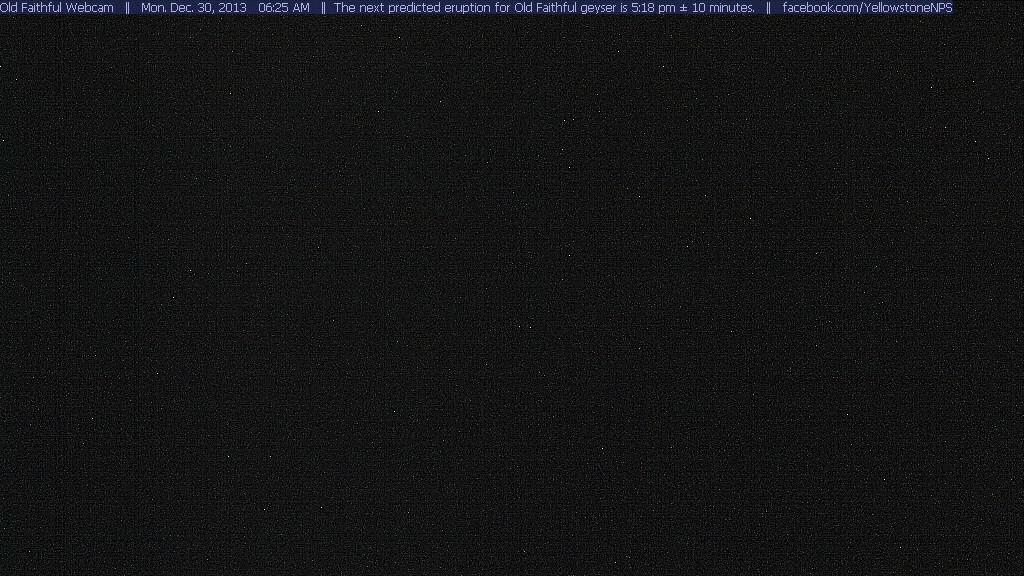 Old Faithful Webcam || Mon. Dec. 30, 2013 06:25 AM || The next predicted eruption for Old Faithful geyser is 5:18 pm ± 10 minutes. || facebook.com/YellowstoneNPS